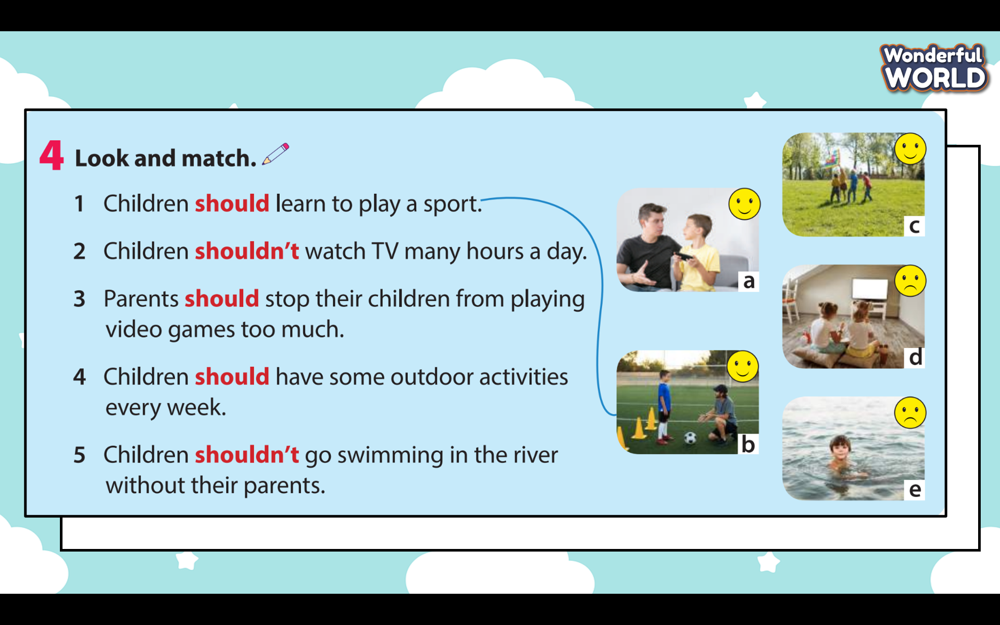 Wonderful
WORLD
4 Look and match.
1 Children should learn to play a sport.
2 Children shouldn't watch TV many hours a day.
3 Parents should stop their children from playing
video games too much.
4 Children should have some outdoor activities
every week.
5 Children shouldn't go swimming in the river
without their parents.
a
b
c
d
e